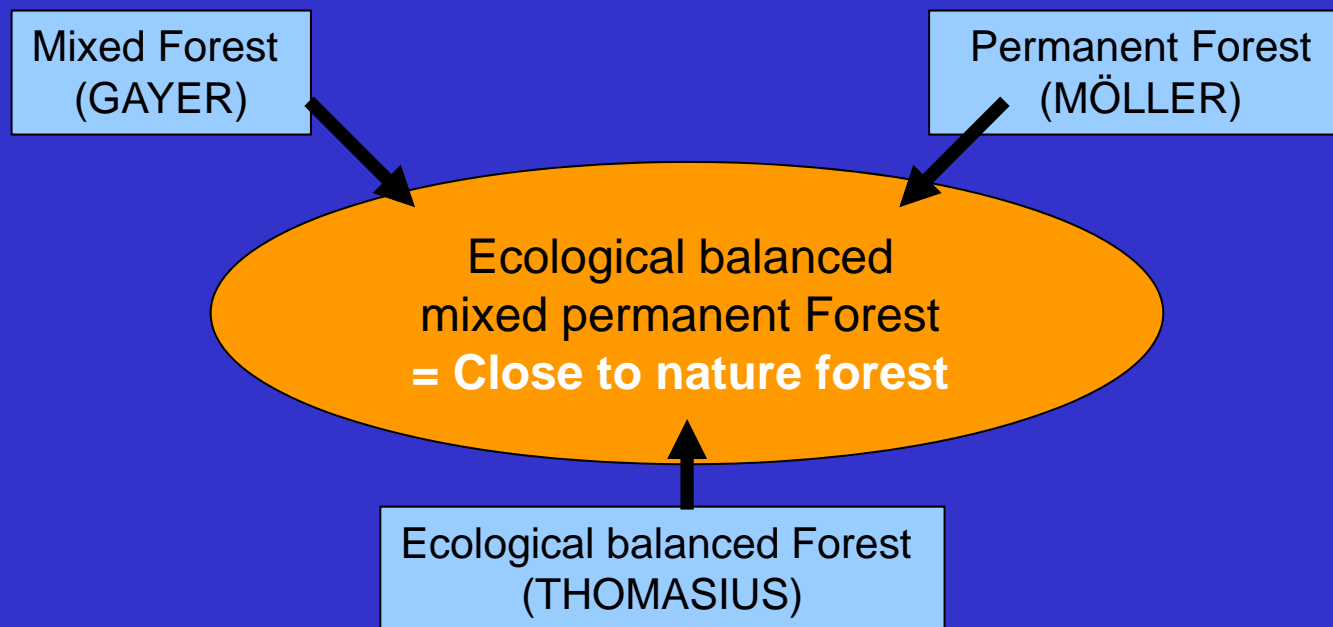 Mixed Forest
(GAYER)
Permanent Forest
(MÖLLER)
Ecological balanced
mixed permanent Forest
= Close to nature forest
Ecological balanced Forest
(THOMASIUS)